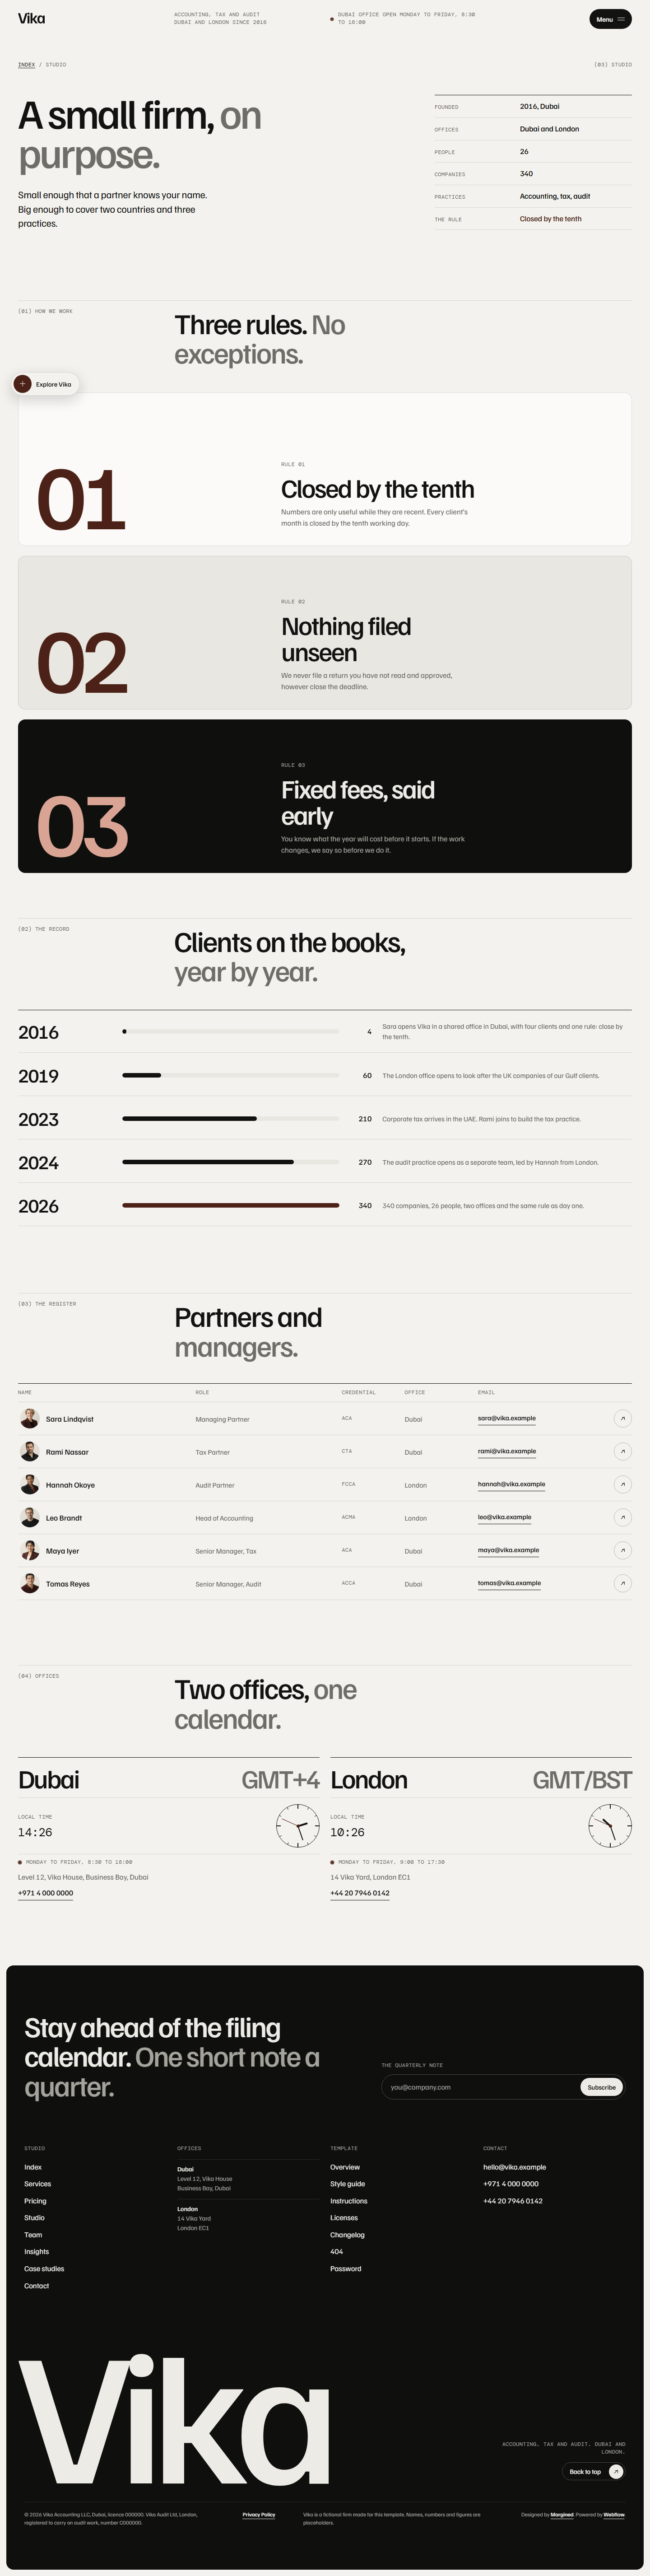 Vika
ACCOUNTING, TAX AND AUDIT
DUBAI AND LONDON SINCE 2016
DUBAI OFFICE OPEN MONDAY TO FRIDAY, 8:30
TO 18:00
Menu
INDEX / STUDIO
(03) STUDIO
A small firm, on
purpose.
Small enough that a partner knows your name.
Big enough to cover two countries and three
practices.
FOUNDED 2016, Dubai
OFFICES Dubai and London
PEOPLE 26
COMPANIES 340
PRACTICES Accounting, tax, audit
THE RULE Closed by the tenth
(01) HOW WE WORK
Three rules. No
exceptions.
Explore Vika
01
RULE 01
Closed by the tenth
Numbers are only useful while they are recent. Every client's
month is closed by the tenth working day.
02
RULE 02
Nothing filed
unseen
We never file a return you have not read and approved,
however close the deadline.
03
RULE 03
Fixed fees, said
early
You know what the year will cost before it starts. If the work
changes, we say so before we do it.
(02) THE RECORD
Clients on the books,
year by year.
2016 4 Sara opens Vika in a shared office in Dubai, with four clients and one rule: close by
the tenth.
2019 60 The London office opens to look after the UK companies of our Gulf clients.
2023 210 Corporate tax arrives in the UAE. Rami joins to build the tax practice.
2024 270 The audit practice opens as a separate team, led by Hannah from London.
2026 340 340 companies, 26 people, two offices and the same rule as day one.
(03) THE REGISTER
Partners and
managers.
NAME ROLE CREDENTIAL OFFICE EMAIL
Sara Lindqvist Managing Partner ACA Dubai sara@vika.example
Rami Nassar Tax Partner CTA Dubai rami@vika.example
Hannah Okoye Audit Partner FCCA London hannah@vika.example
Leo Brandt Head of Accounting ACMA London leo@vika.example
Maya Iyer Senior Manager, Tax ACA Dubai maya@vika.example
Tomas Reyes Senior Manager, Audit ACCA Dubai tomas@vika.example
(04) OFFICES
Two offices, one
calendar.
Dubai GMT+4
LOCAL TIME
14:26
MONDAY TO FRIDAY, 8:30 TO 18:00
Level 12, Vika House, Business Bay, Dubai
+971 4 000 0000
London GMT/BST
LOCAL TIME
10:26
MONDAY TO FRIDAY, 9:00 TO 17:30
14 Vika Yard, London EC1
+44 20 7946 0142
Stay ahead of the filing
calendar. One short note a
quarter.
THE QUARTERLY NOTE
you@company.com
Subscribe
STUDIO
Index
Services
Pricing
Studio
Team
Insights
Case studies
Contact
OFFICES
Dubai
Level 12, Vika House
Business Bay, Dubai
London
14 Vika Yard
London EC1
TEMPLATE
Overview
Style guide
Instructions
Licenses
Changelog
404
Password
CONTACT
hello@vika.example
+971 4 000 0000
+44 20 7946 0142
Vika
ACCOUNTING, TAX AND AUDIT. DUBAI AND
LONDON.
Back to top
© 2026 Vika Accounting LLC, Dubai, licence 000000. Vika Audit Ltd, London,
registered to carry on audit work, number C000000.
Privacy Policy
Vika is a fictional firm made for this template. Names, numbers and figures are
placeholders.
Designed by Margined. Powered by Webflow.